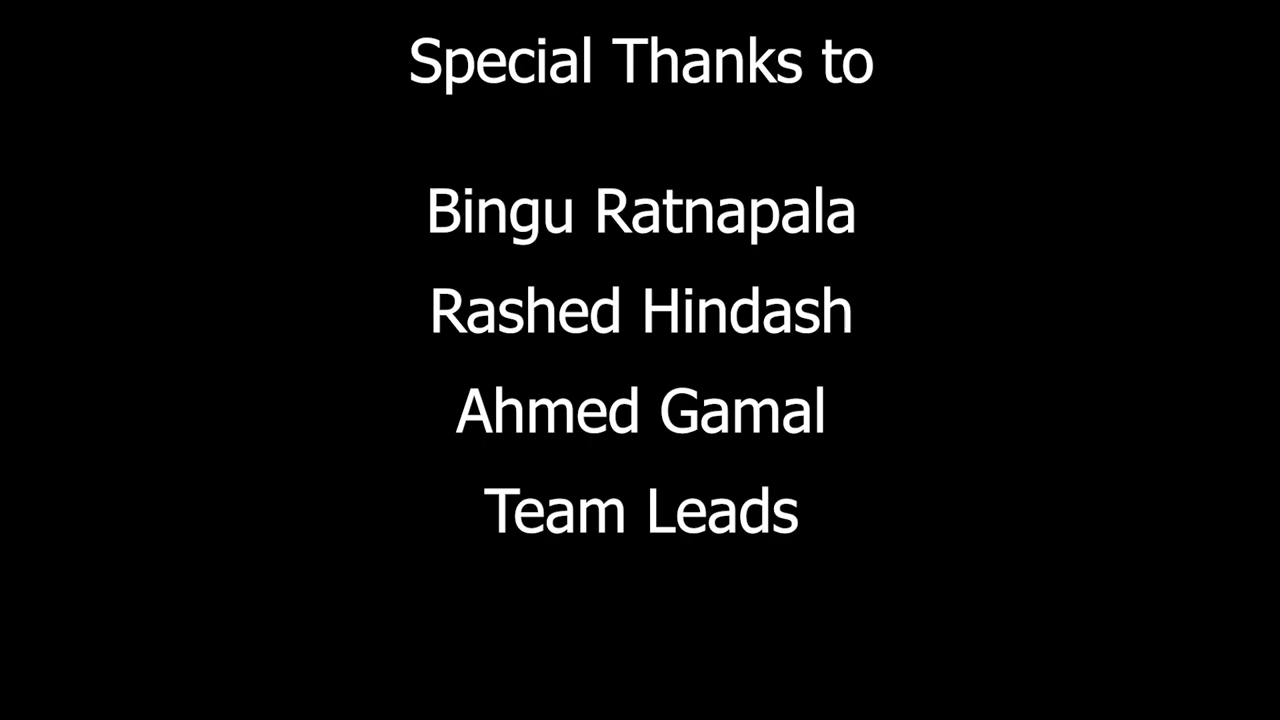 Special Thanks to
Bingu Ratnapala
Rashed Hindash
Ahmed Gamal
Team Leads